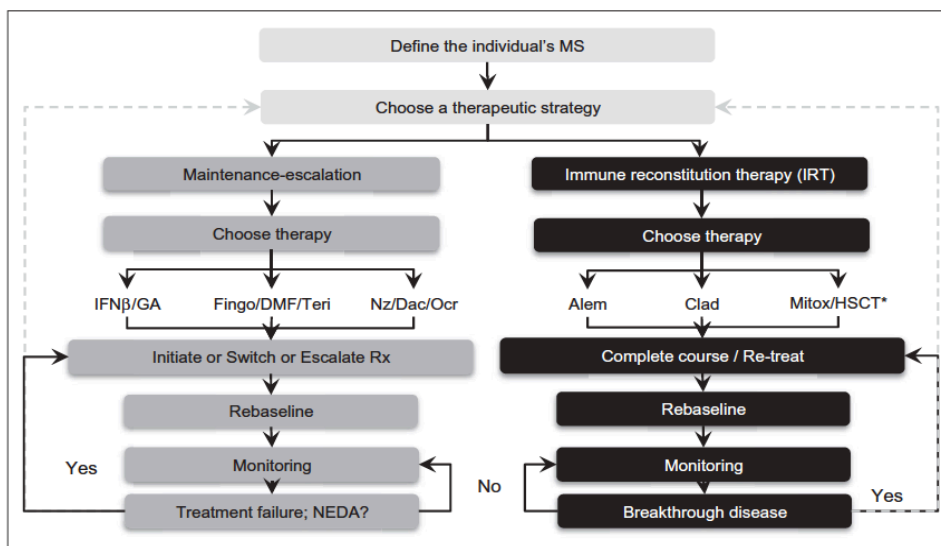 Define the individual's MS
Choose a therapeutic strategy
Maintenance-escalation
Immune reconstitution therapy (IRT)
Choose therapy
Choose therapy
IFNβ/GA
Fingo/DMF/Teri
Nz/Dac/Ocr
Alem
Clad
Mitox/HSCT*
Initiate or Switch or Escalate Rx
Complete course / Re-treat
Rebaseline
Rebaseline
Yes
Monitoring
No
Monitoring
Yes
Treatment failure; NEDA?
Breakthrough disease